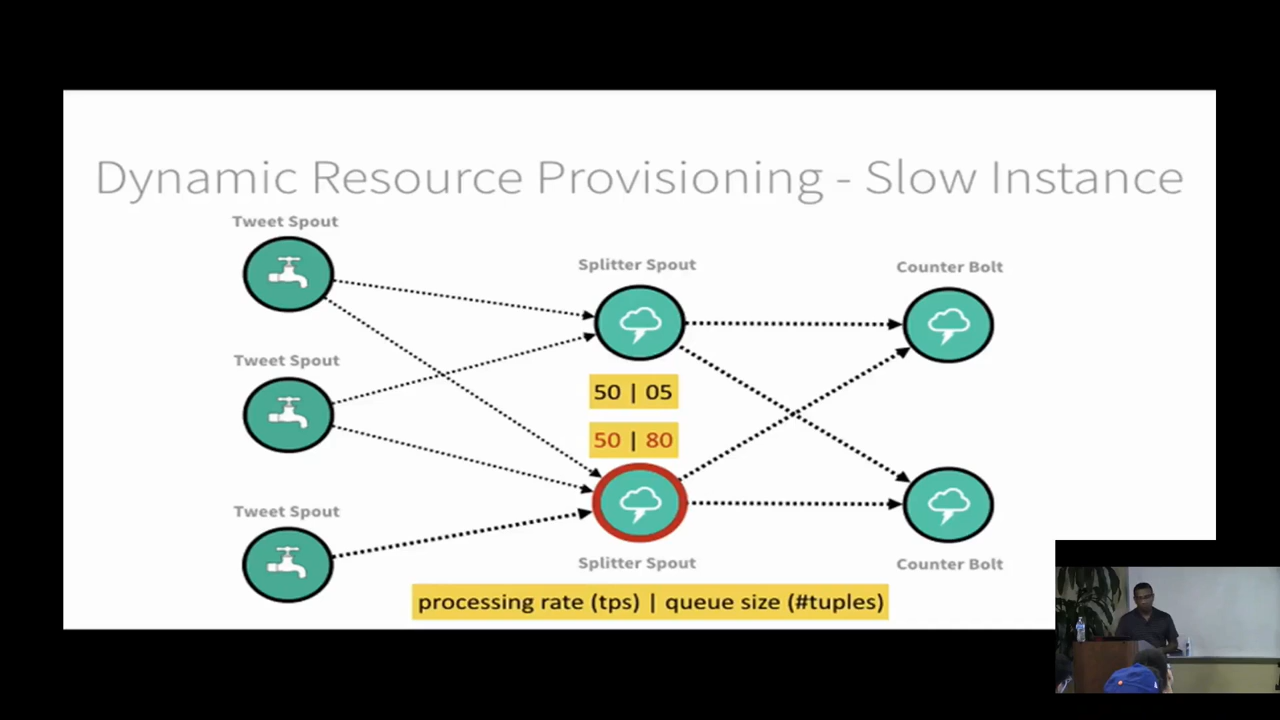 Dynamic Resource Provisioning - Slow Instance
Tweet Spout
Splitter Spout
Counter Bolt
Tweet Spout
50 | 05
50 | 80
Tweet Spout
Splitter Spout
Counter Bolt
processing rate (tps) | queue size (#tuples)